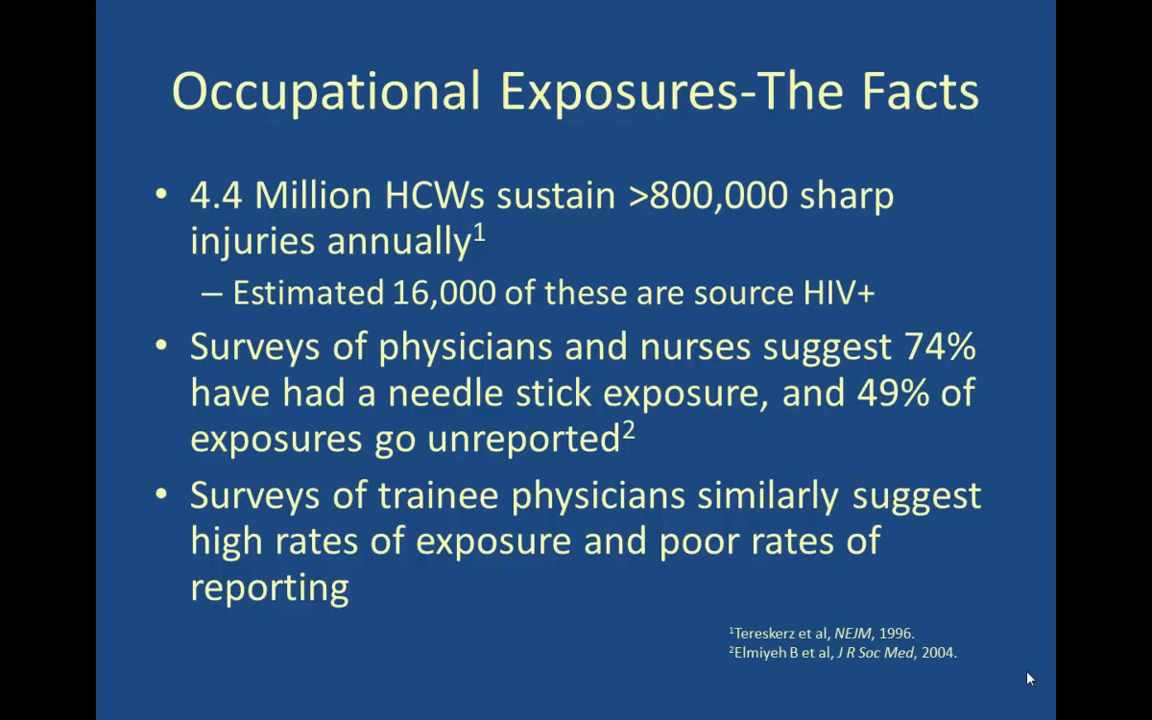 Occupational Exposures-The Facts
• 4.4 Million HCWs sustain >800,000 sharp
injuries annually¹
– Estimated 16,000 of these are source HIV+
• Surveys of physicians and nurses suggest 74%
have had a needle stick exposure, and 49% of
exposures go unreported²
• Surveys of trainee physicians similarly suggest
high rates of exposure and poor rates of
reporting
¹Tereskerz et al, NEJM, 1996.
²Elmiyeh B et al, J R Soc Med, 2004.